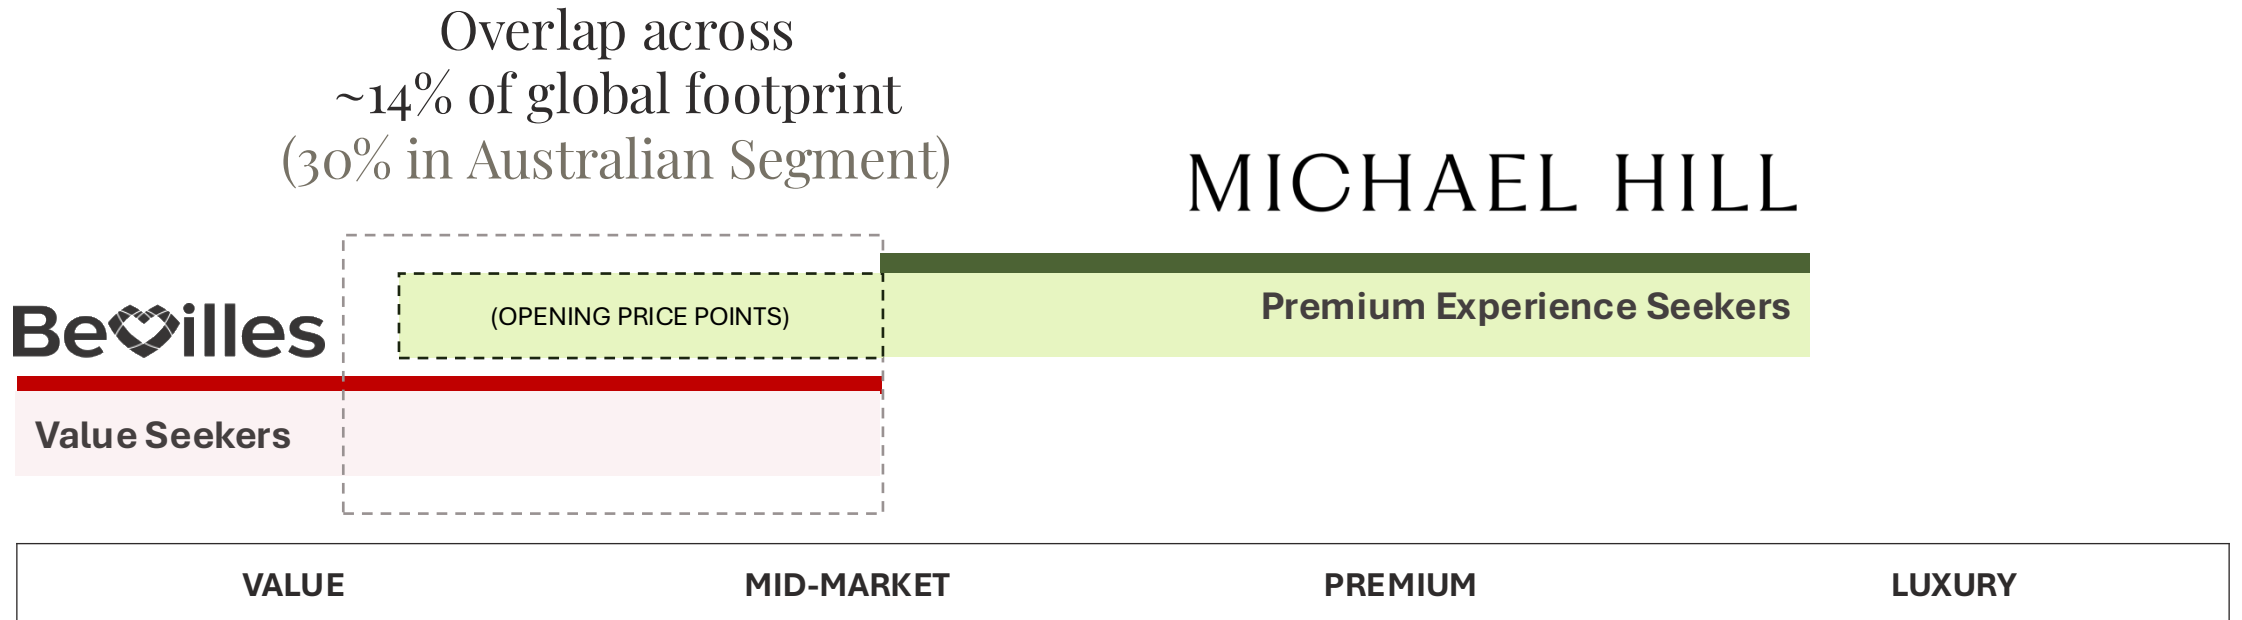 Overlap across
~14% of global footprint
(30% in Australian Segment)
MICHAEL HILL
(OPENING PRICE POINTS)
Premium Experience Seekers
Bevilles
Value Seekers
VALUE MID-MARKET PREMIUM LUXURY